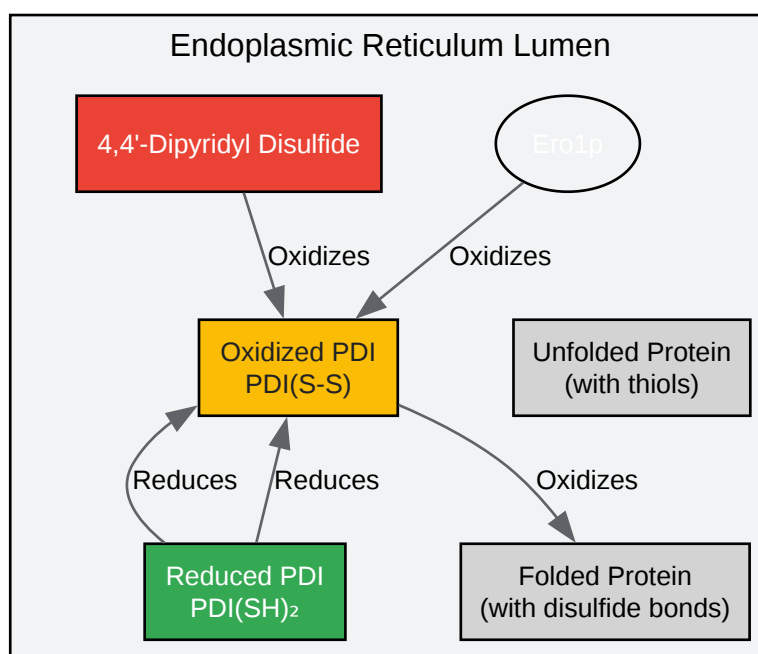 Endoplasmic Reticulum Lumen
4,4'-Dipyridyl Disulfide
Ero1p
Oxidizes
Oxidizes
Oxidized PDI
PDI(S-S)
Unfolded Protein
(with thiols)
Reduces
Reduces
Oxidizes
Reduced PDI
PDI(SH)₂
Folded Protein
(with disulfide bonds)